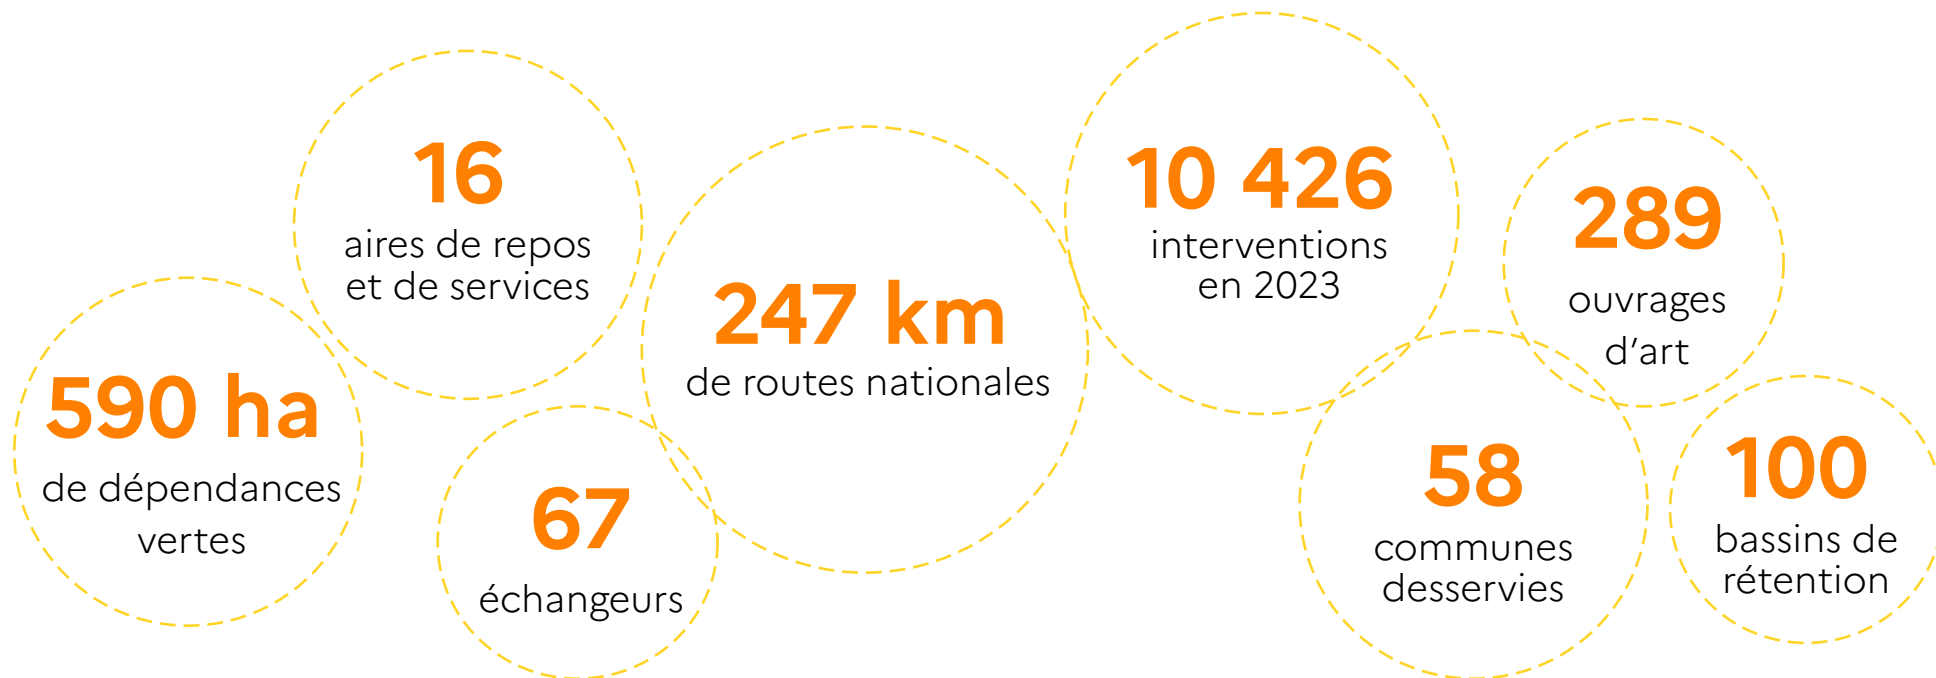 590 ha
de dépendances
vertes
16
aires de repos
et de services
67
échangeurs
247 km
de routes nationales
10 426
interventions
en 2023
289
ouvrages
d’art
58
communes
desservies
100
bassins de
rétention